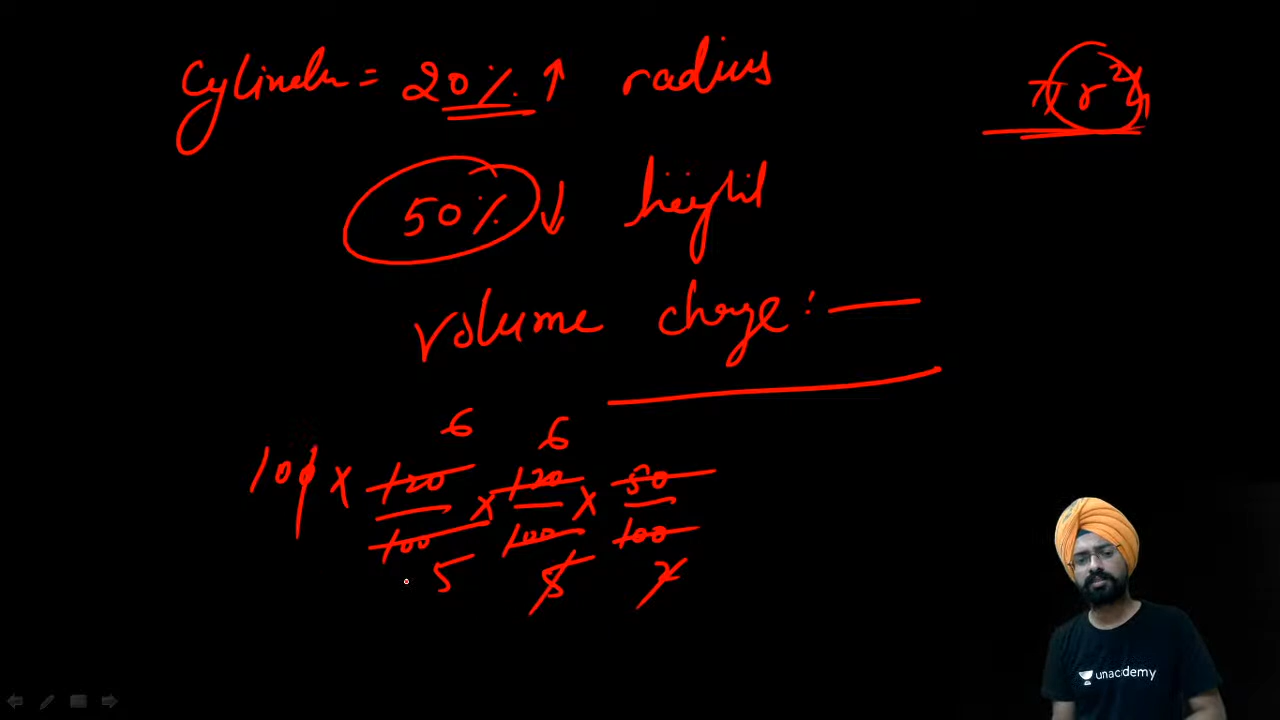 Cylinder = 20% ↑ radius
πr²h
50% ↓ height
volume change : —
6 6
100 × 120 × 120 × 50
100 100 100
5 5 2
unacademy